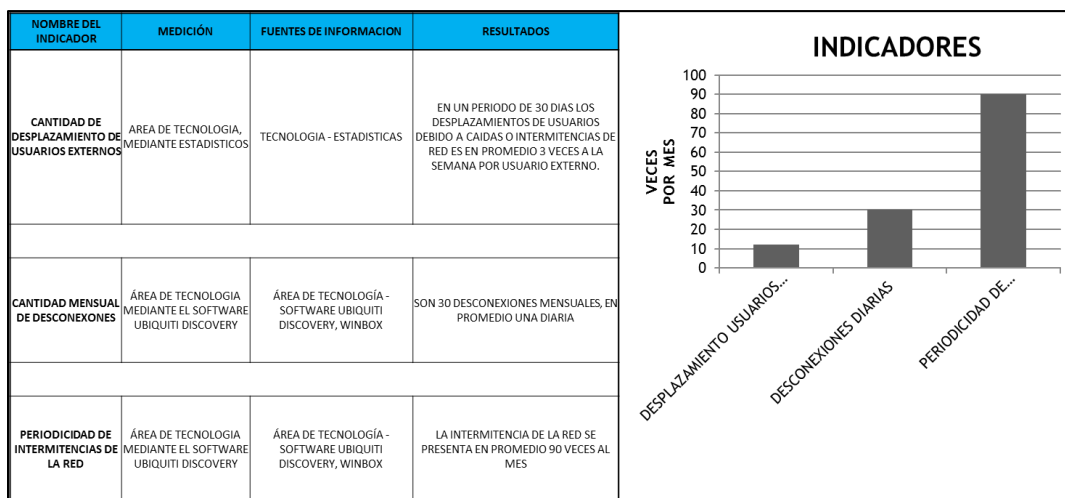 NOMBRE DEL
INDICADOR
MEDICIÓN
FUENTES DE INFORMACION
RESULTADOS
CANTIDAD DE
DESPLAZAMIENTO DE
USUARIOS EXTERNOS
AREA DE TECNOLOGIA,
MEDIANTE ESTADISTICOS
TECNOLOGIA - ESTADISTICAS
EN UN PERIODO DE 30 DIAS LOS
DESPLAZAMIENTOS DE USUARIOS
DEBIDO A CAIDAS O INTERMITENCIAS DE
RED ES EN PROMEDIO 3 VECES A LA
SEMANA POR USUARIO EXTERNO.
CANTIDAD MENSUAL
DE DESCONEXONES
ÁREA DE TECNOLOGIA
MEDIANTE EL SOFTWARE
UBIQUITI DISCOVERY
ÁREA DE TECNOLOGÍA -
SOFTWARE UBIQUITI
DISCOVERY, WINBOX
SON 30 DESCONEXIONES MENSUALES, EN
PROMEDIO UNA DIARIA
PERIODICIDAD DE
INTERMITENCIAS DE
LA RED
ÁREA DE TECNOLOGIA
MEDIANTE EL SOFTWARE
UBIQUITI DISCOVERY
ÁREA DE TECNOLOGÍA -
SOFTWARE UBIQUITI
DISCOVERY, WINBOX
LA INTERMITENCIA DE LA RED SE
PRESENTA EN PROMEDIO 90 VECES AL
MES
INDICADORES
VECES
POR MES
100
90
80
70
60
50
40
30
20
10
0
DESPLAZAMIENTO USUARIOS...
DESCONEXIONES DIARIAS
PERIODICIDAD DE...